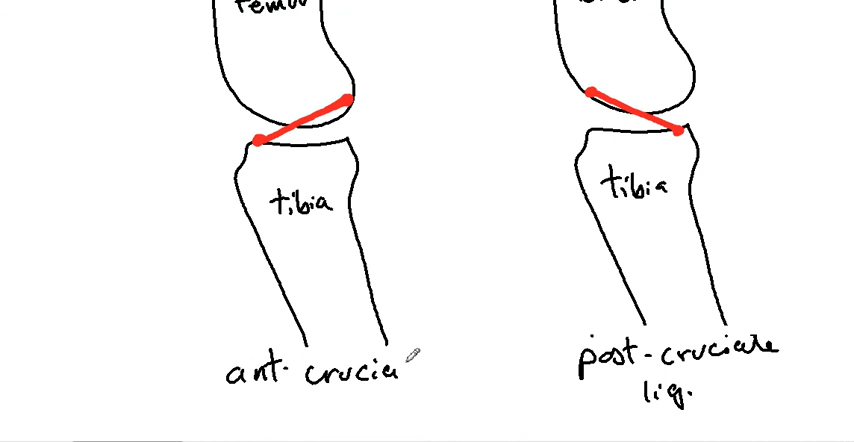 femur
tibia
tibia
ant. crucia
post-cruciate
lig.